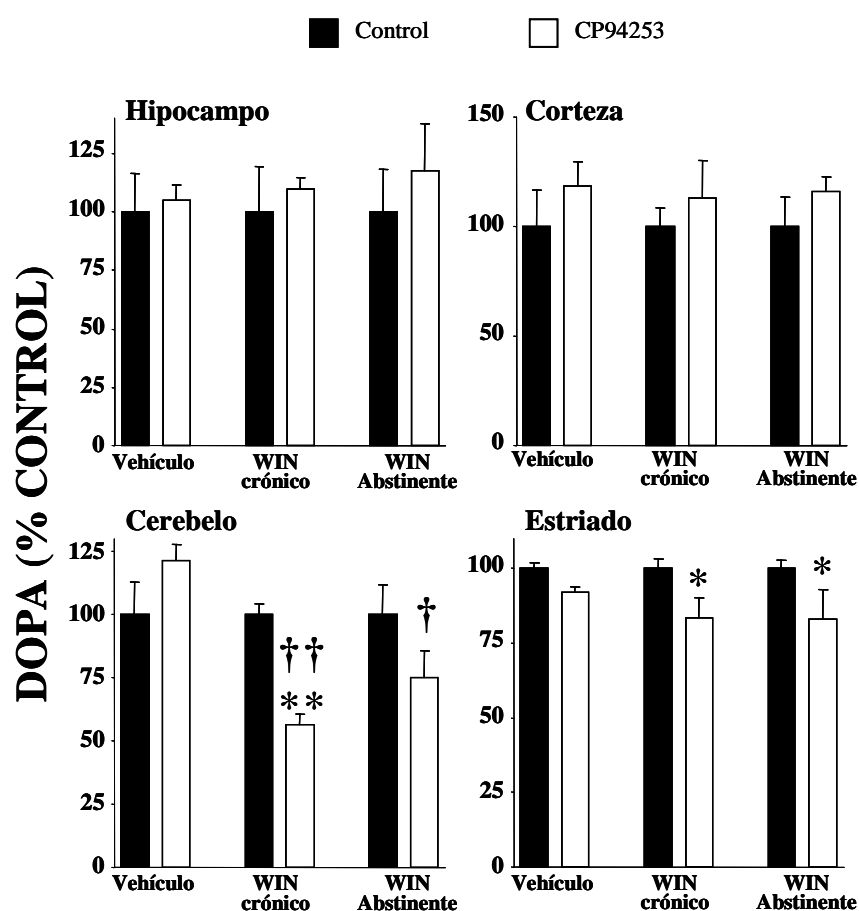 Control
CP94253
DOPA (% CONTROL)
Hipocampo
125
100
75
50
25
0
Vehículo
WIN
crónico
WIN
Abstinente
Corteza
150
100
50
0
Vehículo
WIN
crónico
WIN
Abstinente
Cerebelo
125
100
75
50
25
0
††
**
†
Vehículo
WIN
crónico
WIN
Abstinente
Estriado
100
75
50
25
0
*
*
Vehículo
WIN
crónico
WIN
Abstinente